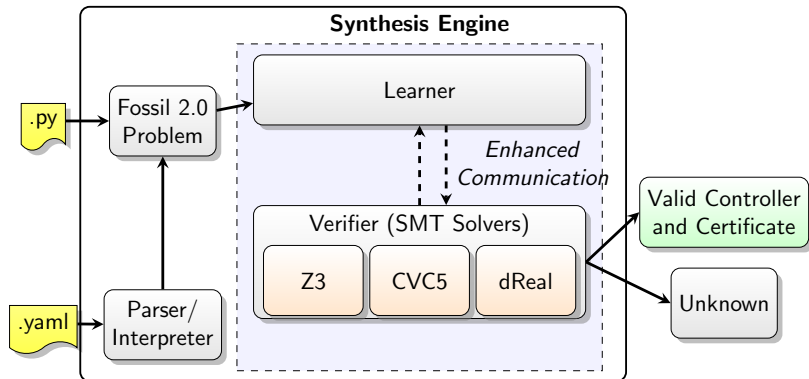 Synthesis Engine
.py
Fossil 2.0
Problem
Learner
Enhanced
Communication
Verifier (SMT Solvers)
Z3
CVC5
dReal
Valid Controller
and Certificate
Unknown
.yaml
Parser/
Interpreter